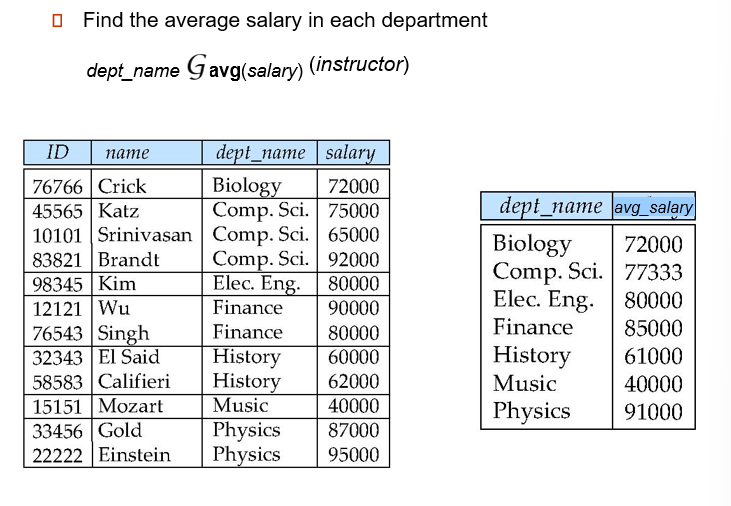 Find the average salary in each department
dept_name G avg(salary) (instructor)
ID name dept_name salary
76766 Crick Biology 72000
45565 Katz Comp. Sci. 75000
10101 Srinivasan Comp. Sci. 65000
83821 Brandt Comp. Sci. 92000
98345 Kim Elec. Eng. 80000
12121 Wu Finance 90000
76543 Singh Finance 80000
32343 El Said History 60000
58583 Califieri History 62000
15151 Mozart Music 40000
33456 Gold Physics 87000
22222 Einstein Physics 95000
dept_name avg_salary
Biology 72000
Comp. Sci. 77333
Elec. Eng. 80000
Finance 85000
History 61000
Music 40000
Physics 91000